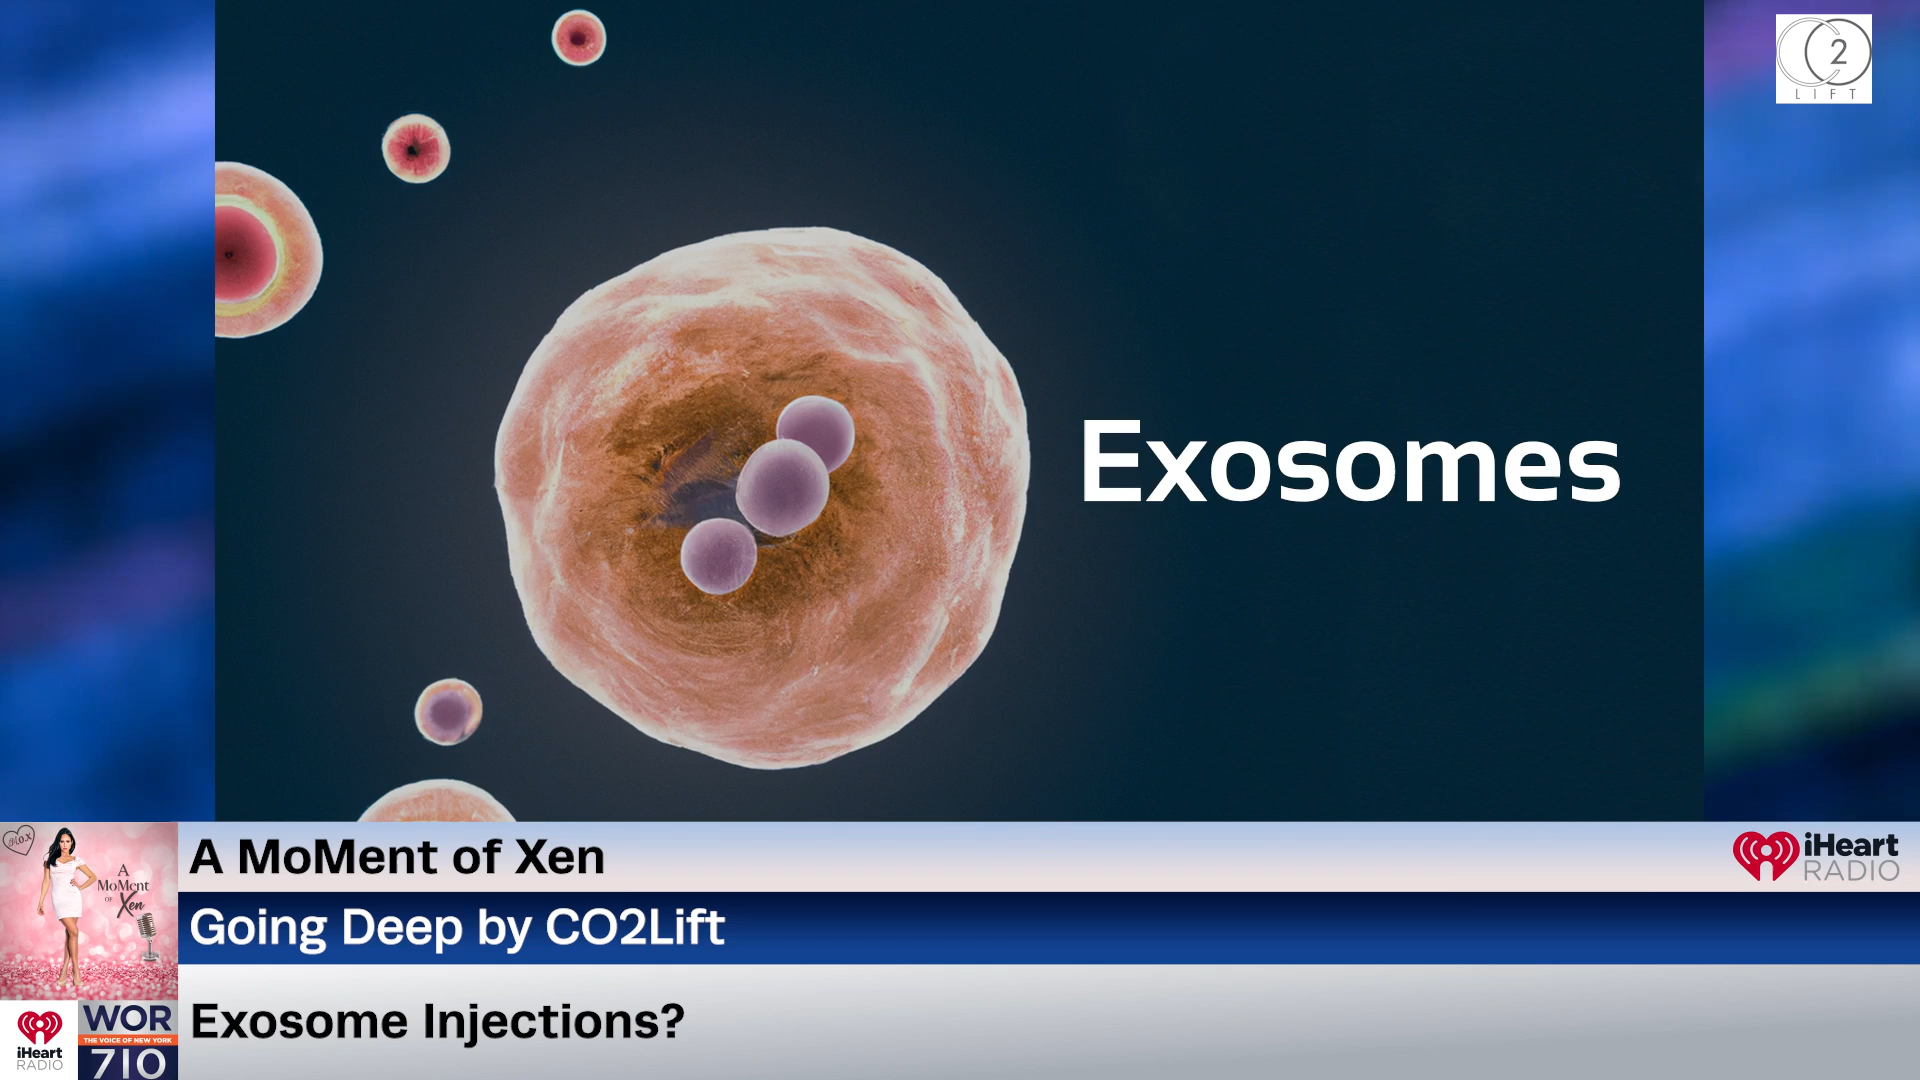 2
LIFT
Exosomes
M.O.X
A
MoMent
OF Xen
A MoMent of Xen
iHeart
RADIO
Going Deep by CO2Lift
Exosome Injections?
iHeart
RADIO
WOR
THE VOICE OF NEW YORK
710